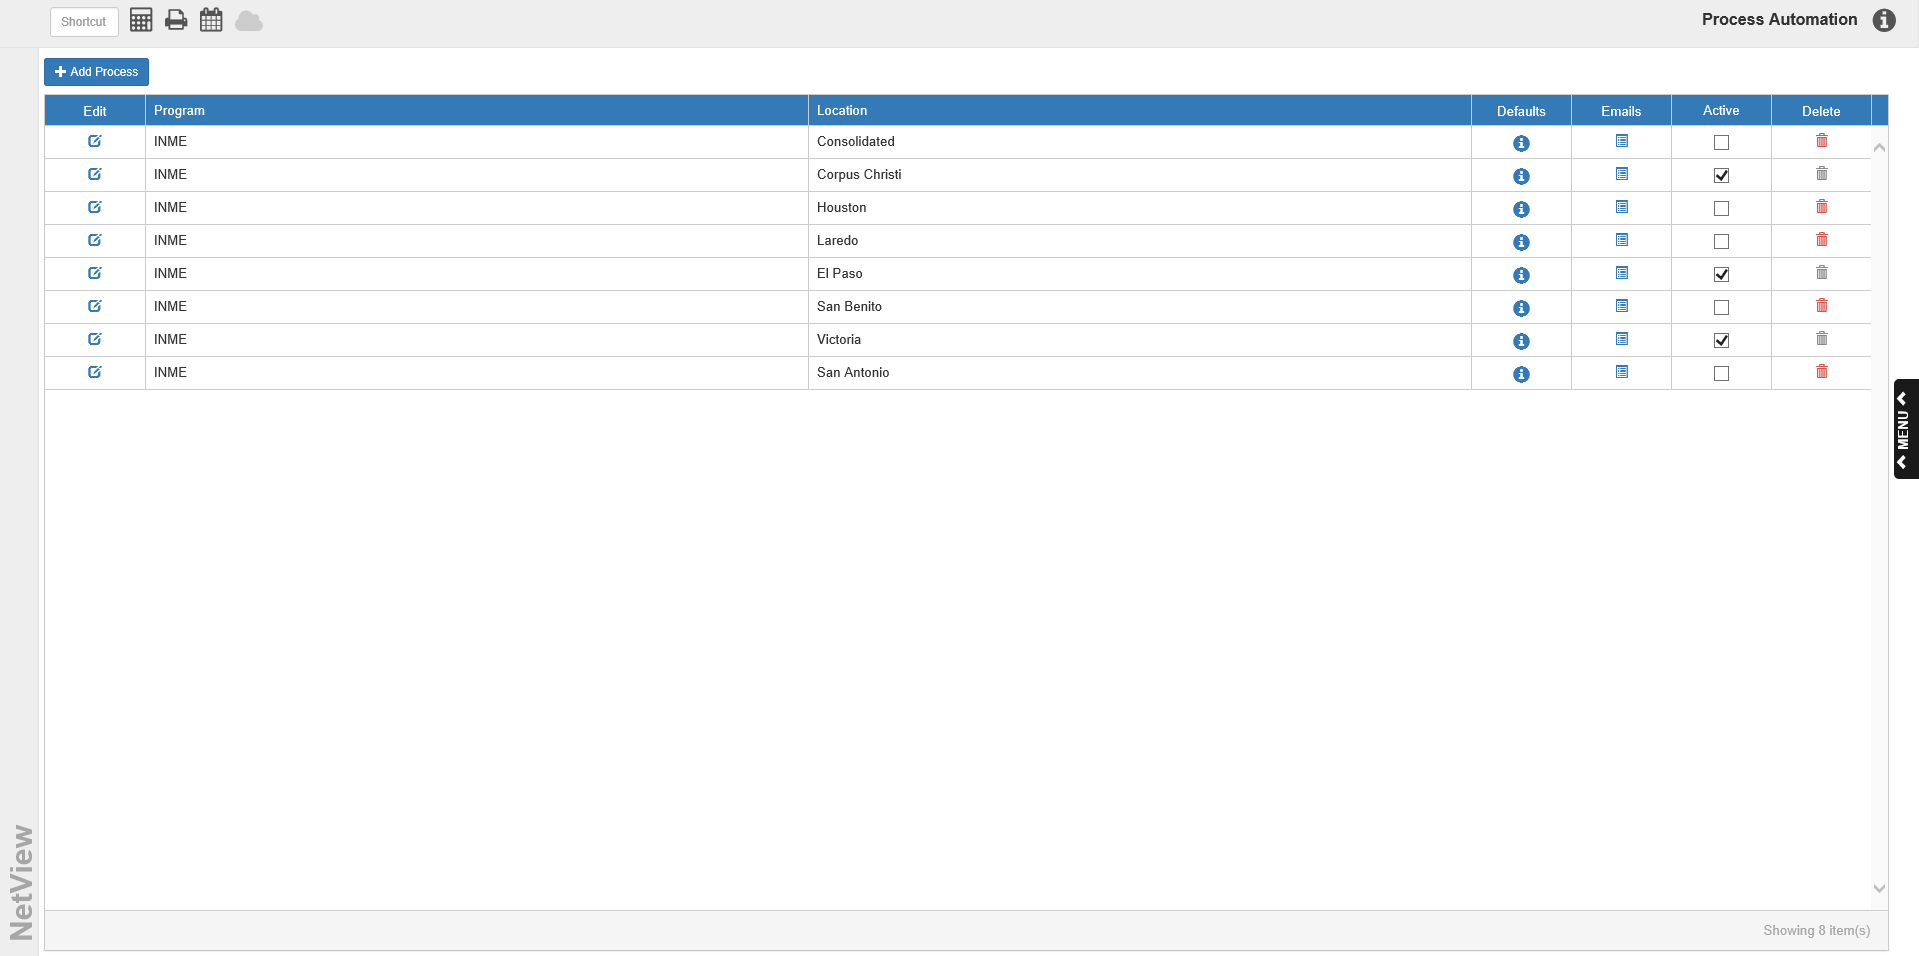 Shortcut
Process Automation
Add Process
Edit Program Location Defaults Emails Active Delete
INME Consolidated
INME Corpus Christi
INME Houston
INME Laredo
INME El Paso
INME San Benito
INME Victoria
INME San Antonio
MENU
NetView
Showing 8 item(s)